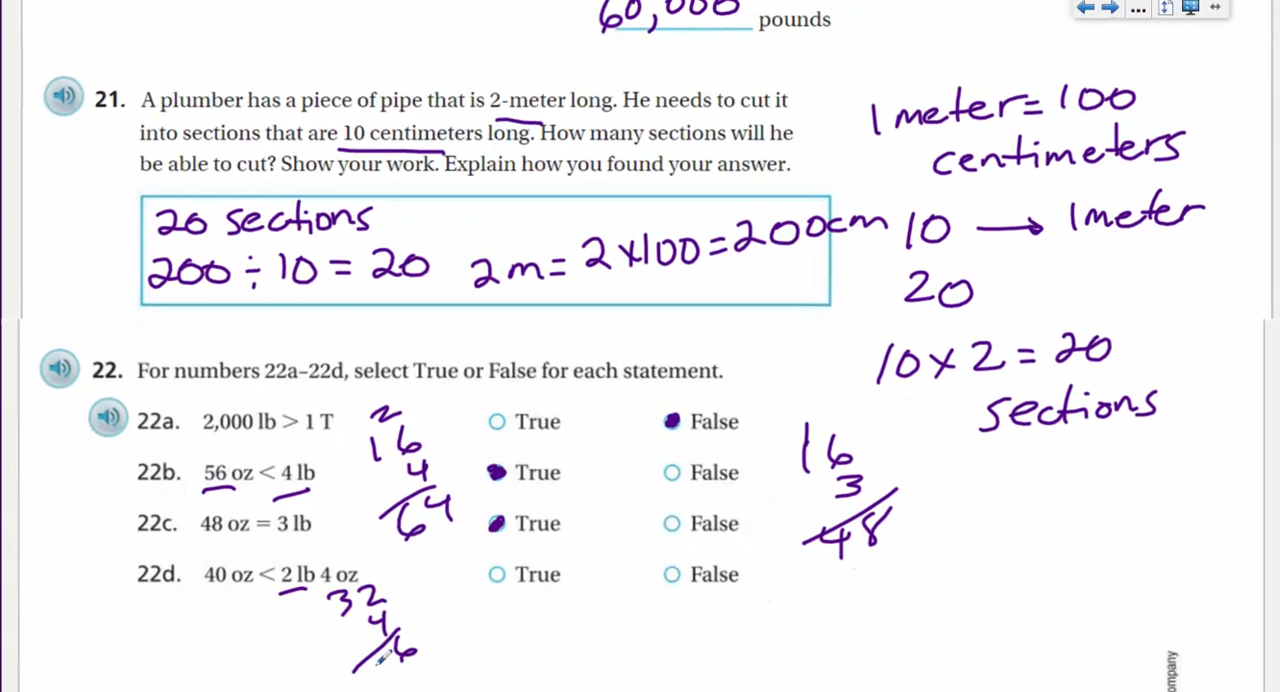 60,000 pounds
21. A plumber has a piece of pipe that is 2-meter long. He needs to cut it
into sections that are 10 centimeters long. How many sections will he
be able to cut? Show your work. Explain how you found your answer.
1 meter = 100
centimeters
20 sections
200 ÷ 10 = 20 2m = 2 x 100 = 200cm
10 → 1 meter
20
10 x 2 = 20
sections
22. For numbers 22a–22d, select True or False for each statement.
22a. 2,000 lb > 1 T True False
22b. 56 oz < 4 lb True False
22c. 48 oz = 3 lb True False
22d. 40 oz < 2 lb 4 oz True False
2
16
4
64
16
3
48
32
4
6
ompany